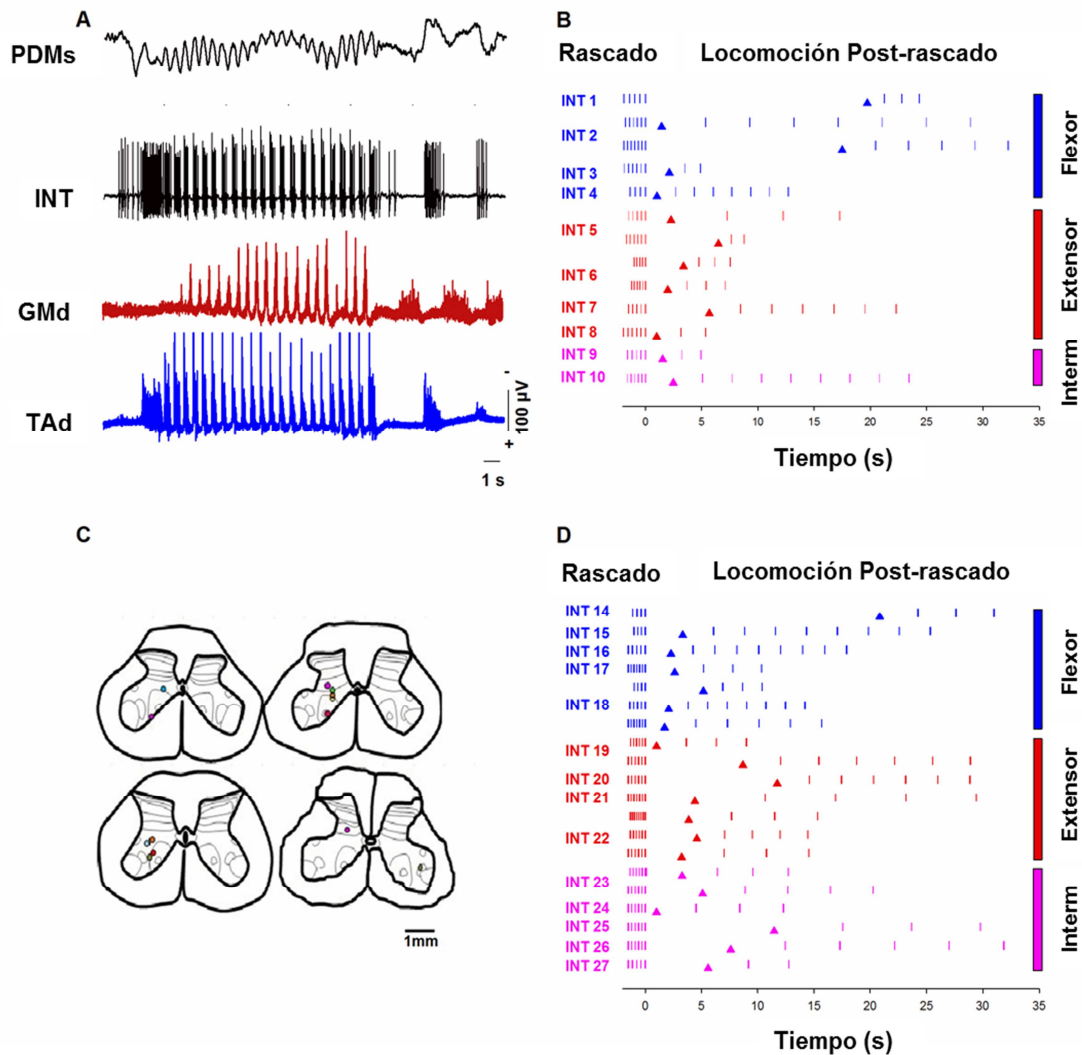 A
PDMs
INT
GMd
TAd
-
100 µV
+
1 s
B
Rascado Locomoción Post-rascado
INT 1
INT 2
INT 3
INT 4
INT 5
INT 6
INT 7
INT 8
INT 9
INT 10
Flexor
Extensor
Interm
0 5 10 15 20 25 30 35
Tiempo (s)
C
1mm
D
Rascado Locomoción Post-rascado
INT 14
INT 15
INT 16
INT 17
INT 18
INT 19
INT 20
INT 21
INT 22
INT 23
INT 24
INT 25
INT 26
INT 27
Flexor
Extensor
Interm
0 5 10 15 20 25 30 35
Tiempo (s)